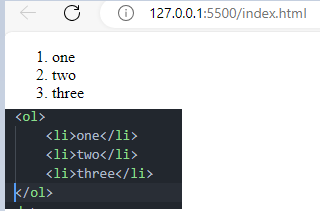 127.0.0.1:5500/index.html
1. one
2. two
3. three
<ol>
<li>one</li>
<li>two</li>
<li>three</li>
</ol>